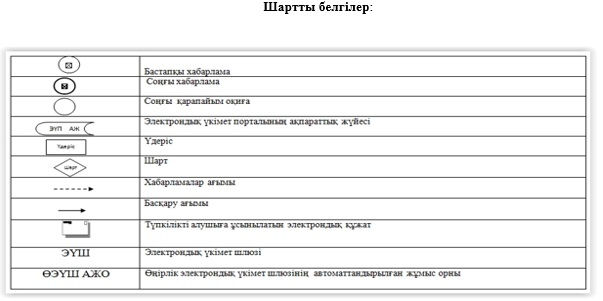 Шартты белгілер:
Бастапқы хабарлама
Соңғы хабарлама
Соңғы қарапайым оқиға
ЭҮП АЖ Электрондық үкімет порталының ақпараттық жүйесі
Үдеріс Үдеріс
Шарт Шарт
Хабарламалар ағымы
Басқару ағымы
Түпкілікті алушыға ұсынылатын электрондық құжат
ЭҮШ Электрондық үкімет шлюзі
ӨЭҮШ АЖО Өңірлік электрондық үкімет шлюзінің автоматтандырылған жұмыс орны